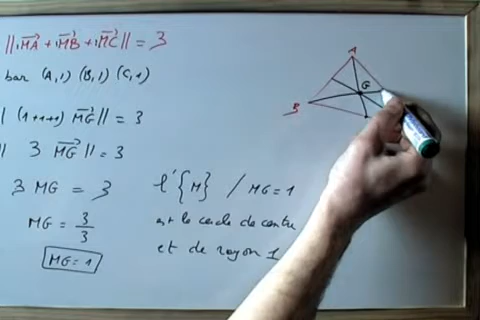 ||1MA + 1MB + 1MC|| = 3
bar (A,1) (B,1) (C,1)
|| (1+1+1) MG || = 3
|| 3 MG || = 3
3 MG = 3
MG = 3/3
MG = 1
l'{M} / MG=1
est le cercle de centre
et de rayon 1
A
B
G